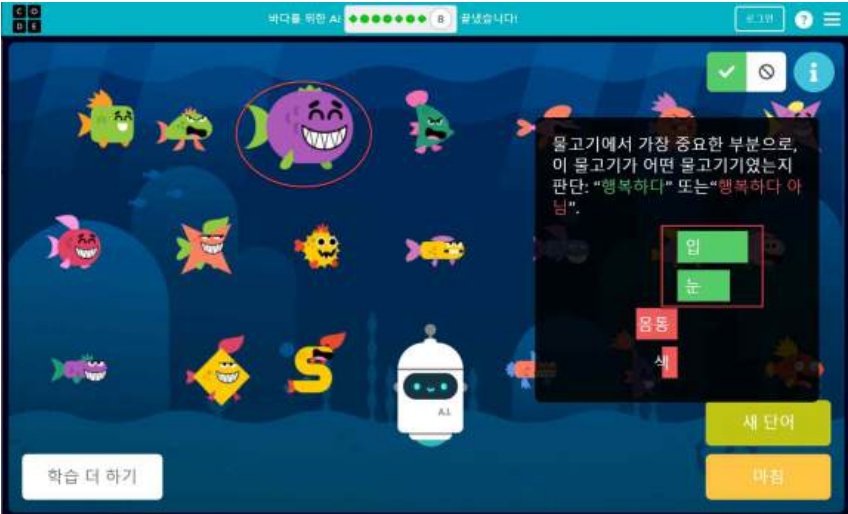 C O
D E
바다를 위한 AI
8
끝냈습니다!
로그인
?
i
물고기에서 가장 중요한 부분으로,
이 물고기가 어떤 물고기기였는지
판단: “행복하다” 또는“행복하다 아
님”.
입
눈
몸통
색
A.I.
새 단어
학습 더 하기
마침